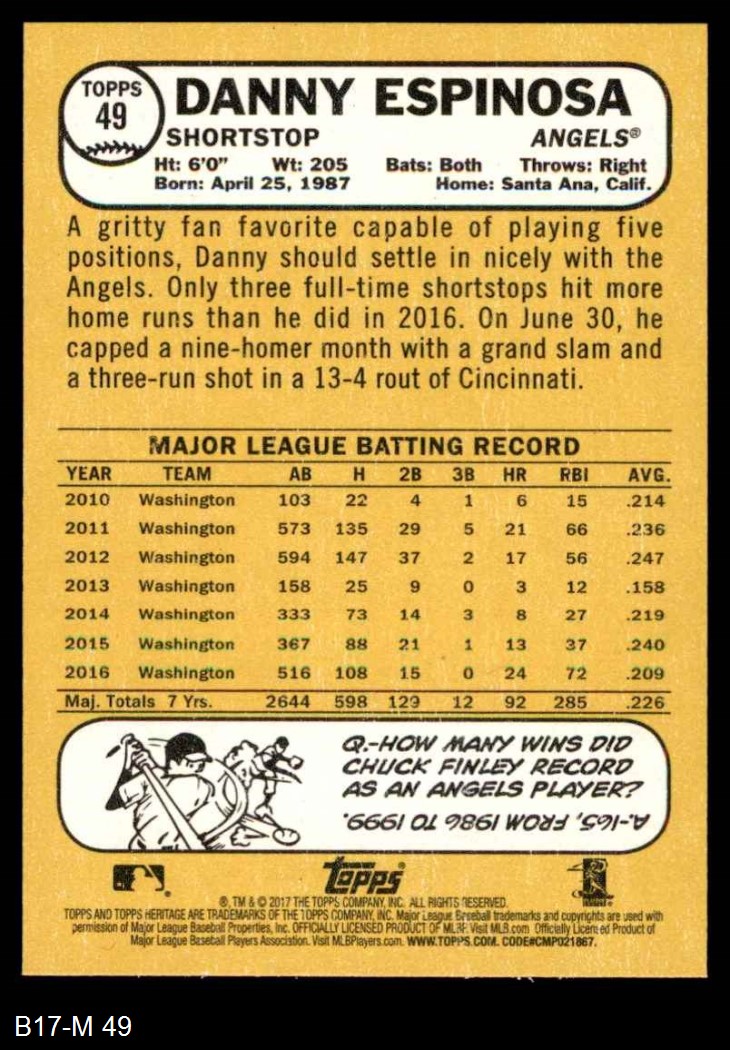 TOPPS
49
DANNY ESPINOSA
SHORTSTOP ANGELS®
Ht: 6'0" Wt: 205 Bats: Both Throws: Right
Born: April 25, 1987 Home: Santa Ana, Calif.
A gritty fan favorite capable of playing five
positions, Danny should settle in nicely with the
Angels. Only three full-time shortstops hit more
home runs than he did in 2016. On June 30, he
capped a nine-homer month with a grand slam and
a three-run shot in a 13-4 rout of Cincinnati.
MAJOR LEAGUE BATTING RECORD
YEAR TEAM AB H 2B 3B HR RBI AVG.
2010 Washington 103 22 4 1 6 15 .214
2011 Washington 573 135 29 5 21 66 .236
2012 Washington 594 147 37 2 17 56 .247
2013 Washington 158 25 9 0 3 12 .158
2014 Washington 333 73 14 3 8 27 .219
2015 Washington 367 88 21 1 13 37 .240
2016 Washington 516 108 15 0 24 72 .209
Maj. Totals 7 Yrs. 2644 598 129 12 92 285 .226
Q.-HOW MANY WINS DID
CHUCK FINLEY RECORD
AS AN ANGELS PLAYER?
A-165, FROM 1986 TO 1999.
Topps®
®, TM & © 2017 THE TOPPS COMPANY, INC. ALL RIGHTS RESERVED.
TOPPS AND TOPPS HERITAGE ARE TRADEMARKS OF THE TOPPS COMPANY, INC. Major League Baseball trademarks and copyrights are used with
permission of Major League Baseball Properties, Inc. OFFICIALLY LICENSED PRODUCT OF MLBP. Visit MLB.com Officially Licensed Product of
Major League Baseball Players Association. Visit MLBPlayers.com. WWW.TOPPS.COM. CODE#CMP021867.
B17-M 49